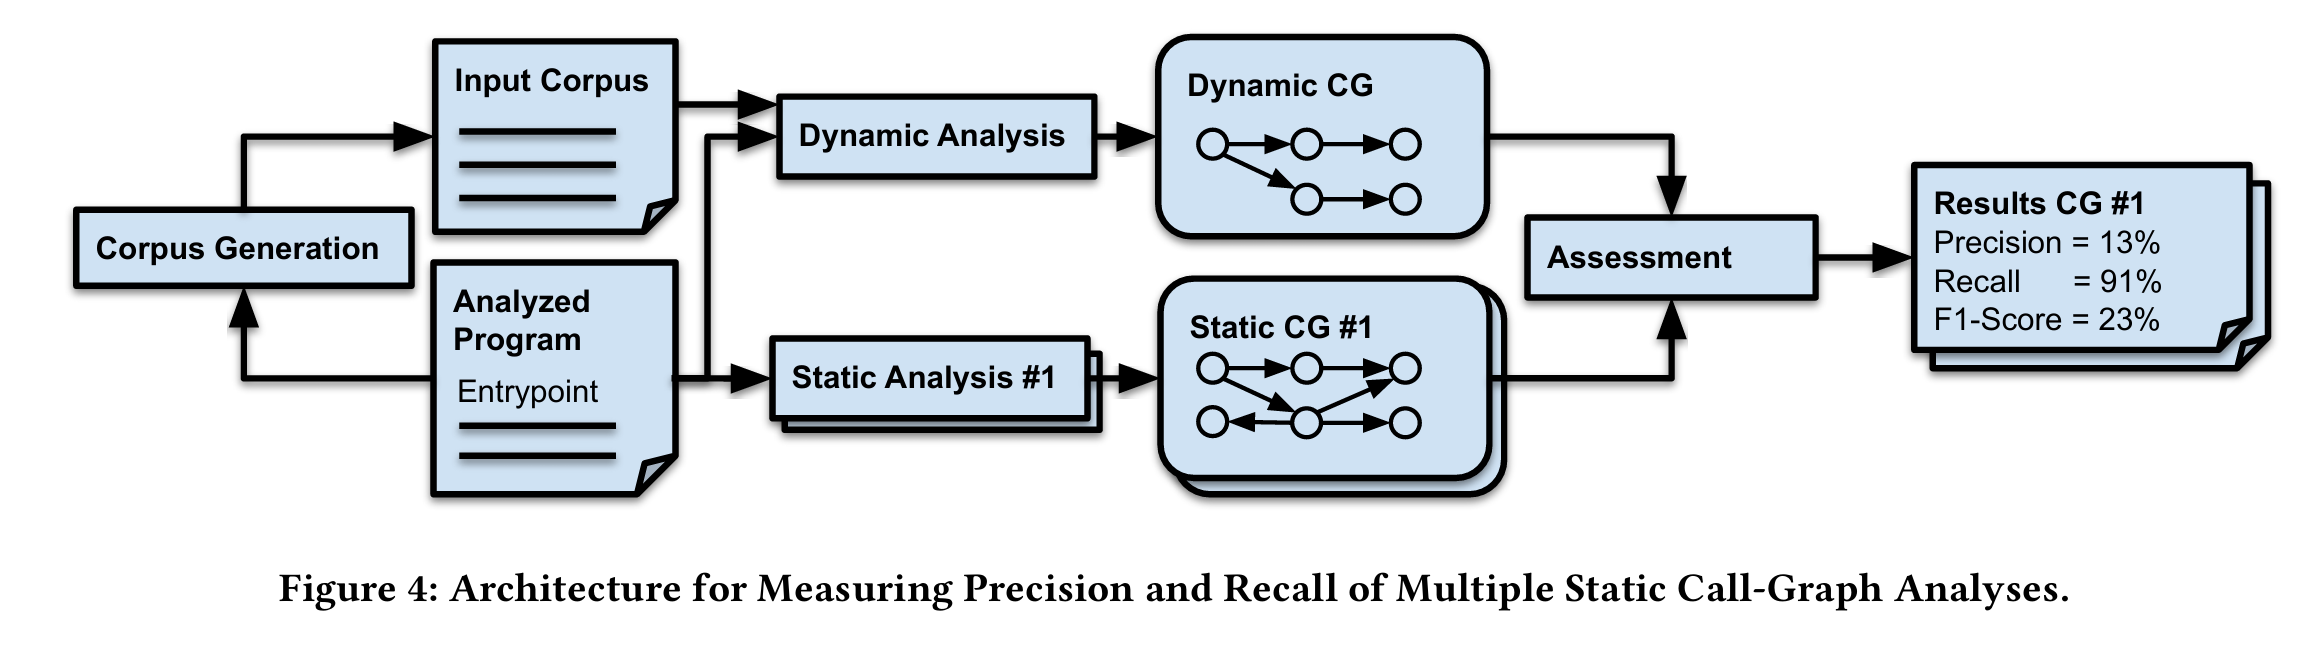 Input Corpus
Corpus Generation
Analyzed
Program
Entrypoint
Dynamic Analysis
Static Analysis #1
Dynamic CG
Static CG #1
Assessment
Results CG #1
Precision = 13%
Recall = 91%
F1-Score = 23%
Figure 4: Architecture for Measuring Precision and Recall of Multiple Static Call-Graph Analyses.